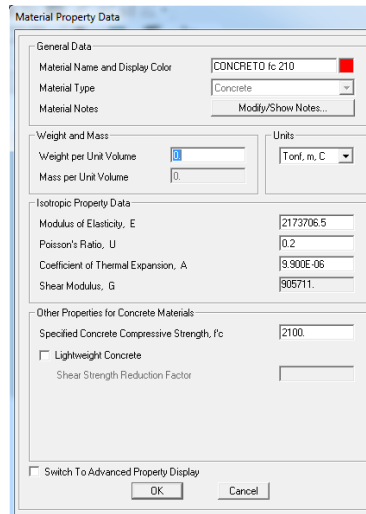 Material Property Data
General Data
Material Name and Display Color CONCRETO fc 210
Material Type Concrete
Material Notes Modify/Show Notes...
Weight and Mass
Units
Weight per Unit Volume 0. Tonf, m, C
Mass per Unit Volume 0.
Isotropic Property Data
Modulus of Elasticity, E 2173706.5
Poisson's Ratio, U 0.2
Coefficient of Thermal Expansion, A 9.900E-06
Shear Modulus, G 905711.
Other Properties for Concrete Materials
Specified Concrete Compressive Strength, f'c 2100.
Lightweight Concrete
Shear Strength Reduction Factor
Switch To Advanced Property Display
OK Cancel